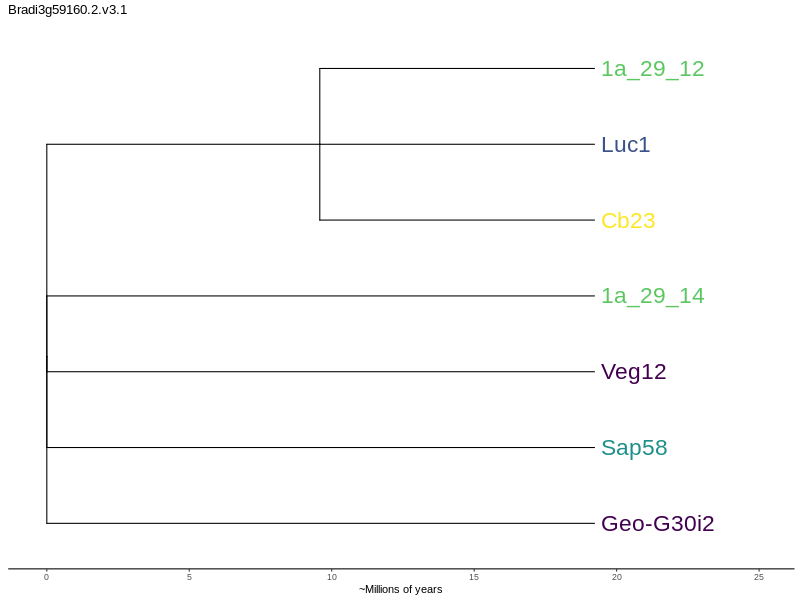 Bradi3g59160.2.v3.1
1a_29_12
Luc1
Cb23
1a_29_14
Veg12
Sap58
Geo-G30i2
0 5 10 15 20 25
~Millions of years